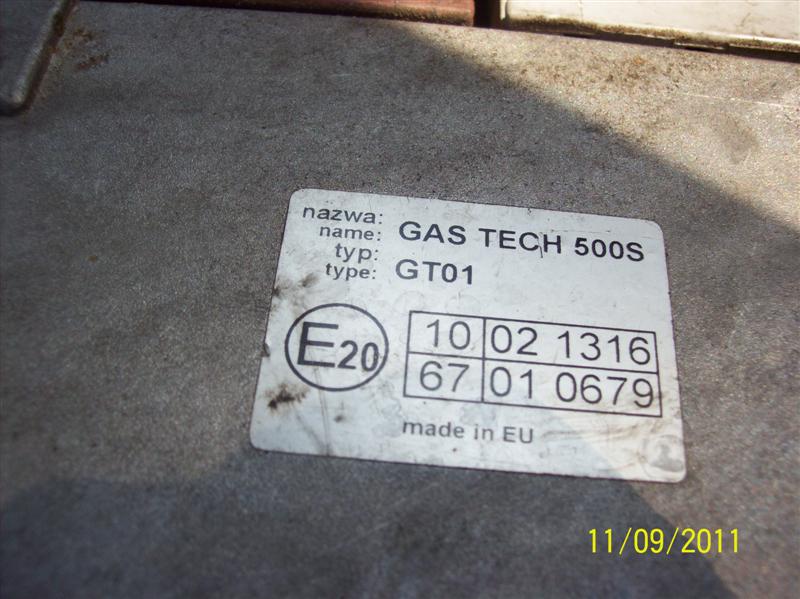 nazwa:
name: GAS TECH 500S
typ:
type: GT01
E20
10 02 1316
67 01 0679
made in EU
11/09/2011